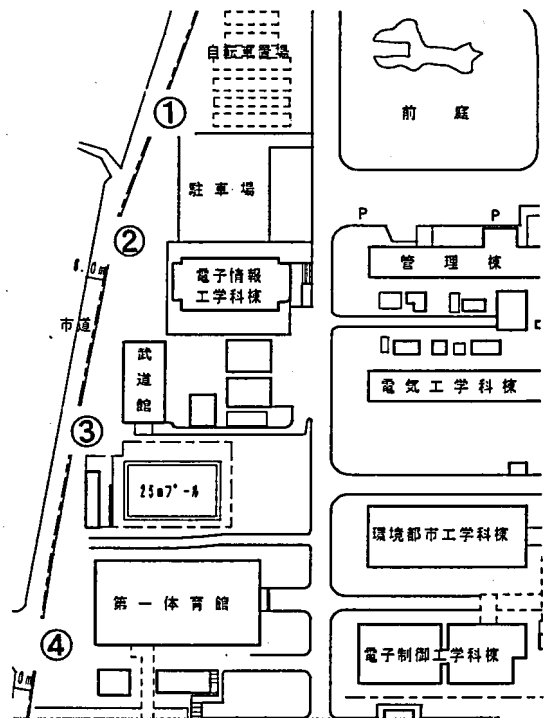 自転車置場
①
前 庭
駐 車 場
P
P
②
管 理 棟
電子情報
工学科棟
6.0m
市道
武道館
電 気 工 学 科 棟
③
25mプール
環境都市工学科棟
第 一 体 育 館
④
電子制御工学科棟
0m